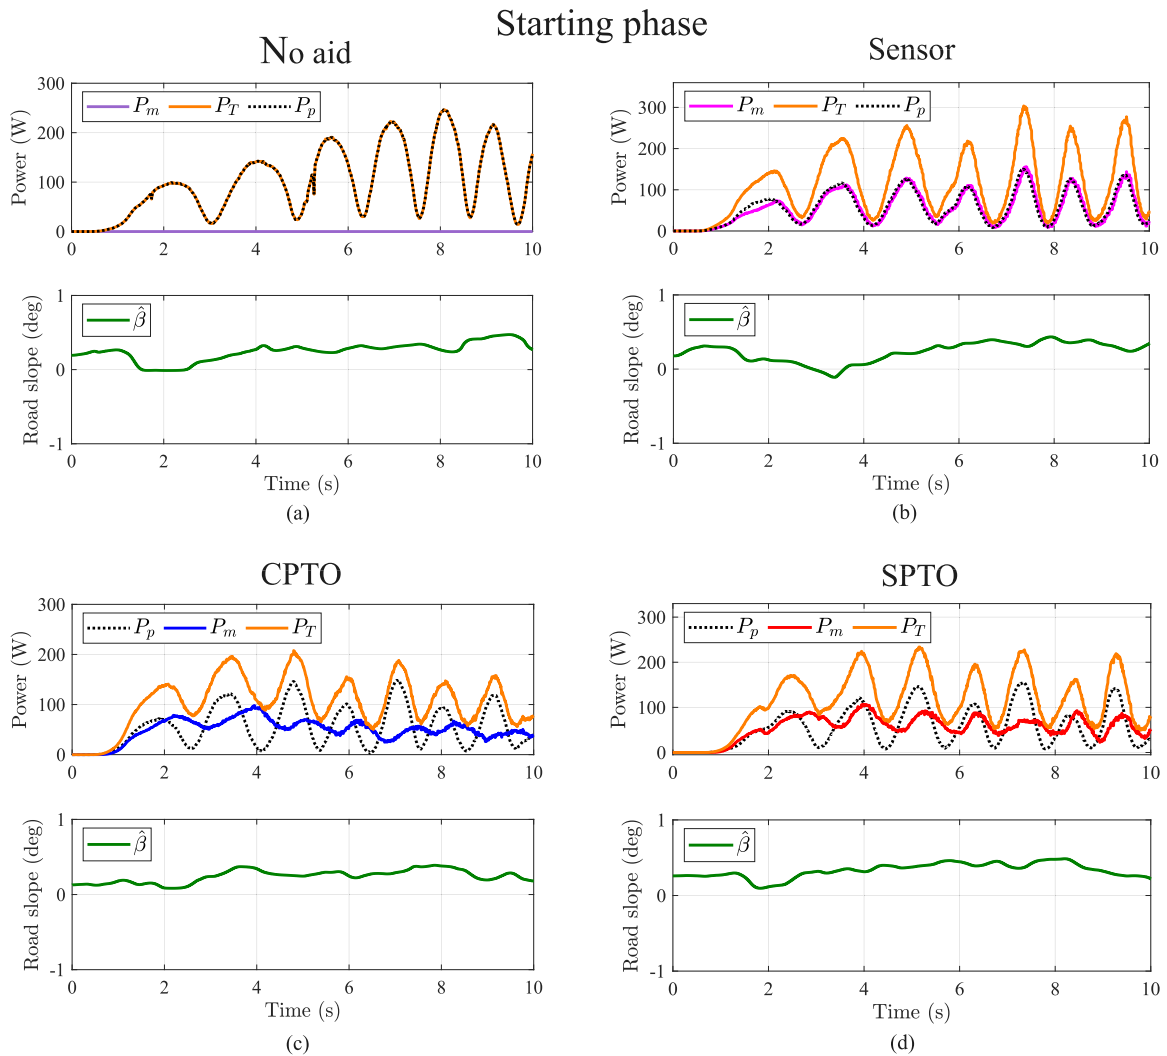 Starting phase
No aid
Sensor
P_m P_T P_p
P_m P_T P_p
Power (W)
300
200
100
0
0 2 4 6 8 10
Power (W)
300
200
100
0
0 2 4 6 8 10
β̂
Road slope (deg)
1
0
-1
0 2 4 6 8 10
Time (s)
(a)
β̂
Road slope (deg)
1
0
-1
0 2 4 6 8 10
Time (s)
(b)
CPTO
SPTO
P_p P_m P_T
P_p P_m P_T
Power (W)
300
200
100
0
0 2 4 6 8 10
Power (W)
300
200
100
0
0 2 4 6 8 10
β̂
Road slope (deg)
1
0
-1
0 2 4 6 8 10
Time (s)
(c)
β̂
Road slope (deg)
1
0
-1
0 2 4 6 8 10
Time (s)
(d)